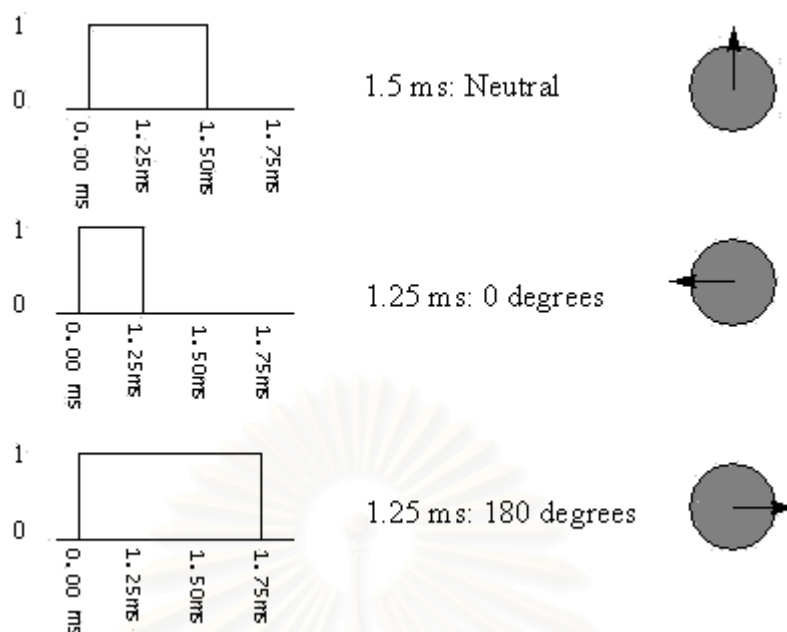 1
1.5 ms: Neutral
0
0.00 ms
1.25ms
1.50ms
1.75ms
1
1.25 ms: 0 degrees
0
0.00 ms
1.25ms
1.50ms
1.75ms
1
1.25 ms: 180 degrees
0
0.00 ms
1.25ms
1.50ms
1.75ms